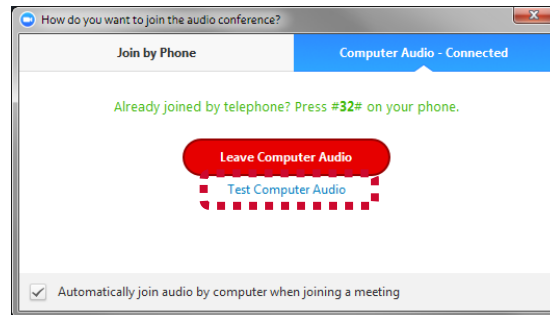 How do you want to join the audio conference?
Join by Phone
Computer Audio - Connected
Already joined by telephone? Press #32# on your phone.
Leave Computer Audio
Test Computer Audio
Automatically join audio by computer when joining a meeting